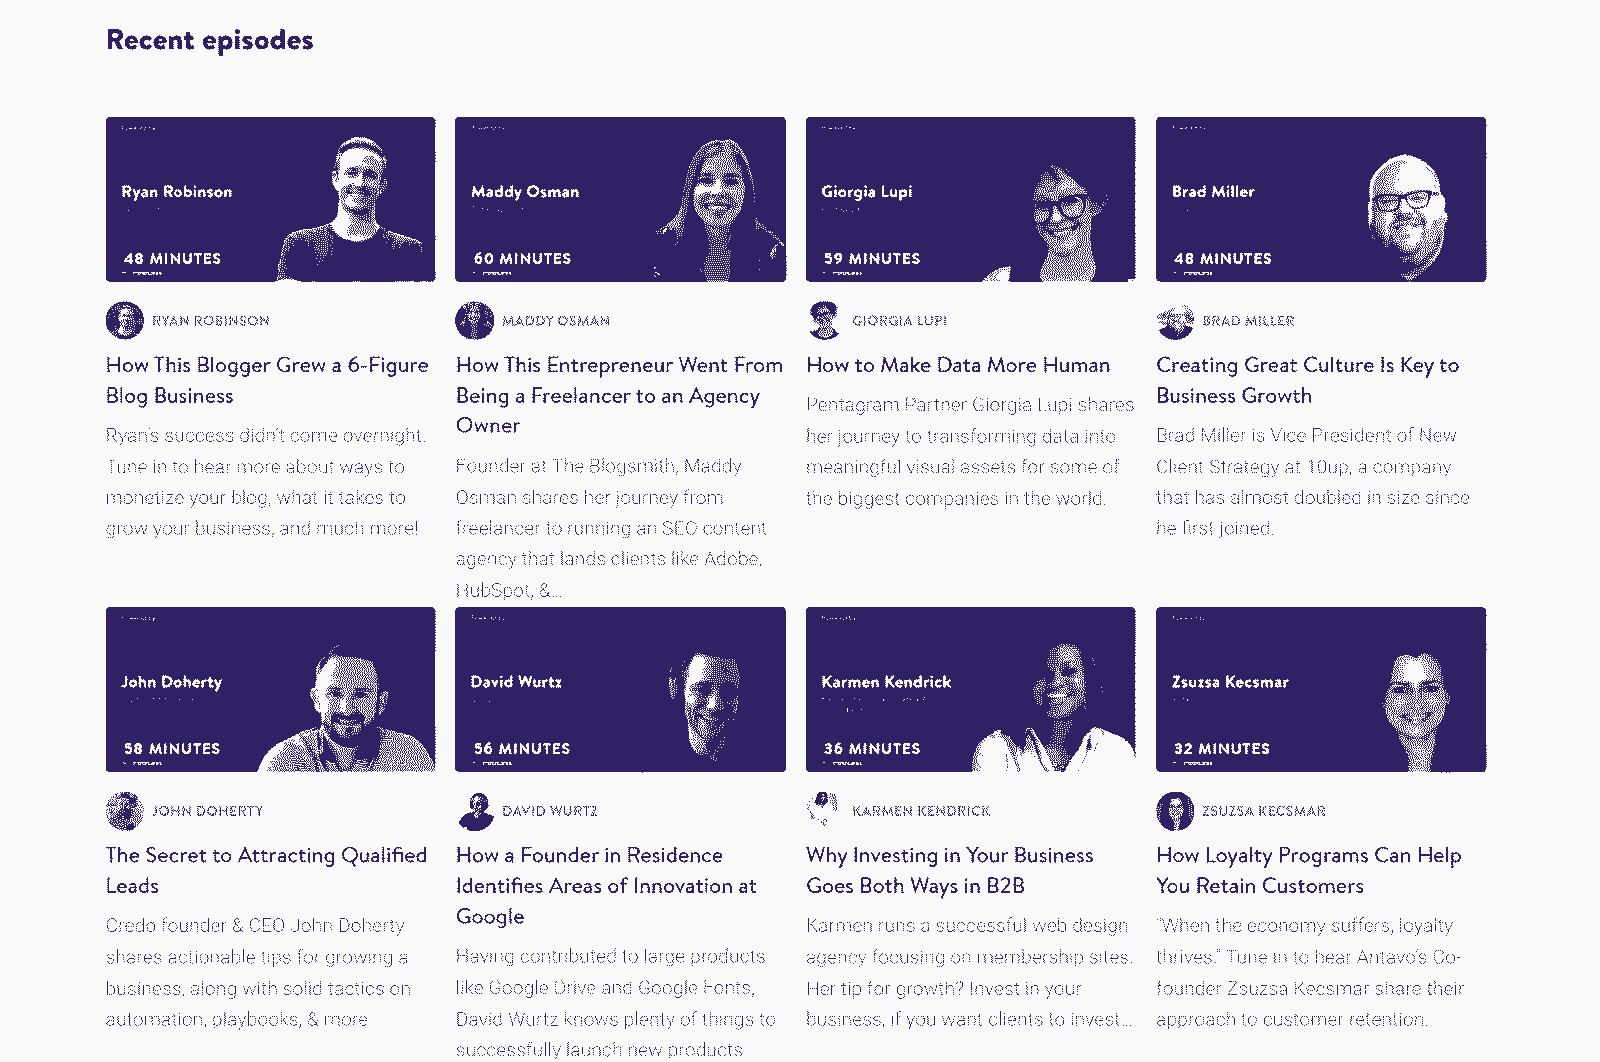 Recent episodes
Ryan Robinson
48 MINUTES
RYAN ROBINSON
How This Blogger Grew a 6-Figure
Blog Business
Ryan's success didn't come overnight.
Tune in to hear more about ways to
monetize your blog, what it takes to
grow your business, and much more!
Maddy Osman
60 MINUTES
MADDY OSMAN
How This Entrepreneur Went From
Being a Freelancer to an Agency
Owner
Founder at The Blogsmith, Maddy
Osman shares her journey from
freelancer to running an SEO content
agency that lands clients like Adobe,
HubSpot, &...
Giorgia Lupi
59 MINUTES
GIORGIA LUPI
How to Make Data More Human
Pentagram Partner Giorgia Lupi shares
her journey to transforming data into
meaningful visual assets for some of
the biggest companies in the world.
Brad Miller
48 MINUTES
BRAD MILLER
Creating Great Culture Is Key to
Business Growth
Brad Miller is Vice President of New
Client Strategy at 10up, a company
that has almost doubled in size since
he first joined.
John Doherty
58 MINUTES
JOHN DOHERTY
The Secret to Attracting Qualified
Leads
Credo founder & CEO John Doherty
shares actionable tips for growing a
business, along with solid tactics on
automation, playbooks, & more
David Wurtz
56 MINUTES
DAVID WURTZ
How a Founder in Residence
Identifies Areas of Innovation at
Google
Having contributed to large products
like Google Drive and Google Fonts,
David Wurtz knows plenty of things to
successfully launch new products
Karmen Kendrick
36 MINUTES
KARMEN KENDRICK
Why Investing in Your Business
Goes Both Ways in B2B
Karmen runs a successful web design
agency focusing on membership sites.
Her tip for growth? Invest in your
business, if you want clients to invest...
Zsuzsa Kecsmar
32 MINUTES
ZSUZSA KECSMAR
How Loyalty Programs Can Help
You Retain Customers
"When the economy suffers, loyalty
thrives." Tune in to hear Antavo's Co-
founder Zsuzsa Kecsmar share their
approach to customer retention.